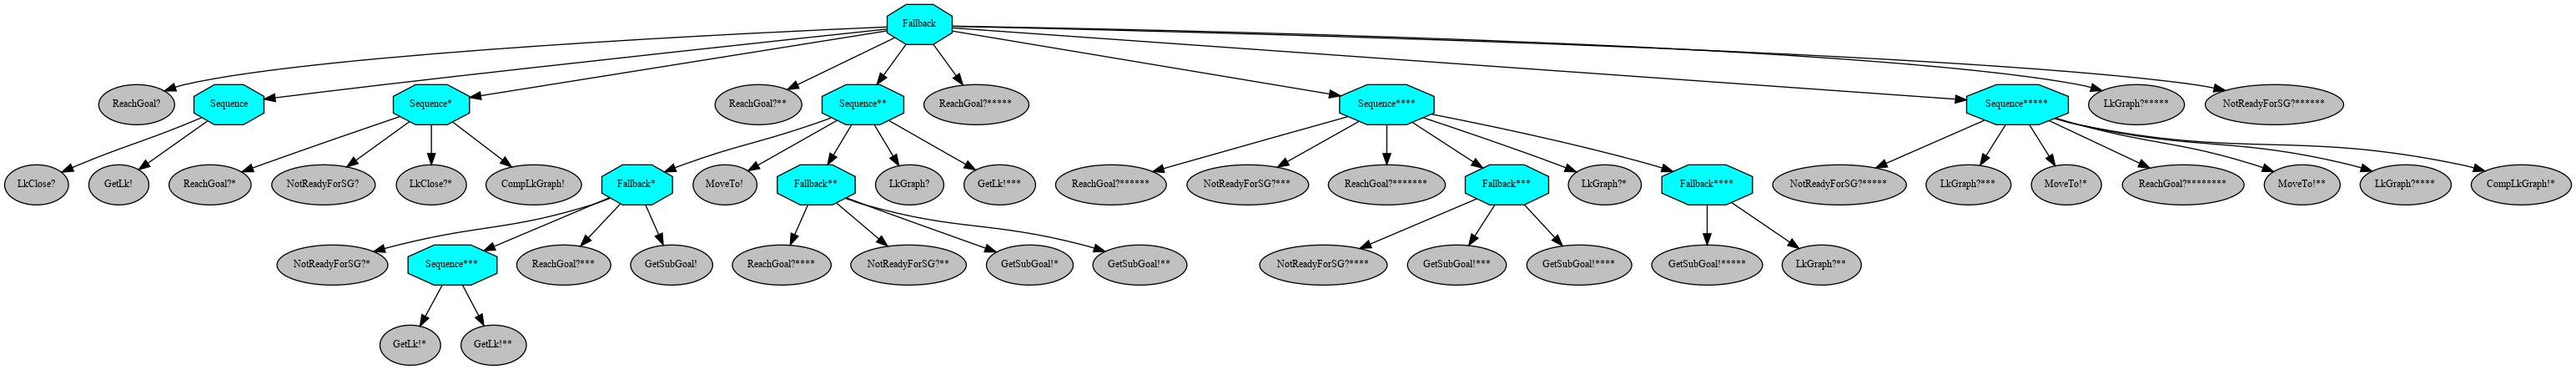 Fallback
ReachGoal?
Sequence
Sequence*
ReachGoal?**
Sequence**
ReachGoal?*****
Sequence****
Sequence*****
LkGraph?*****
NotReadyForSG?******
LkClose?
GetLk!
ReachGoal?*
NotReadyForSG?
LkClose?*
CompLkGraph!
Fallback*
MoveTo!
Fallback**
LkGraph?
GetLk!***
ReachGoal?******
NotReadyForSG?***
ReachGoal?*******
Fallback***
LkGraph?*
Fallback****
NotReadyForSG?*****
LkGraph?***
MoveTo!*
ReachGoal?********
MoveTo!**
LkGraph?****
CompLkGraph!*
NotReadyForSG?*
Sequence***
ReachGoal?***
GetSubGoal!
ReachGoal?****
NotReadyForSG?**
GetSubGoal!*
GetSubGoal!**
NotReadyForSG?****
GetSubGoal!***
GetSubGoal!****
GetSubGoal!*****
LkGraph?**
GetLk!*
GetLk!**